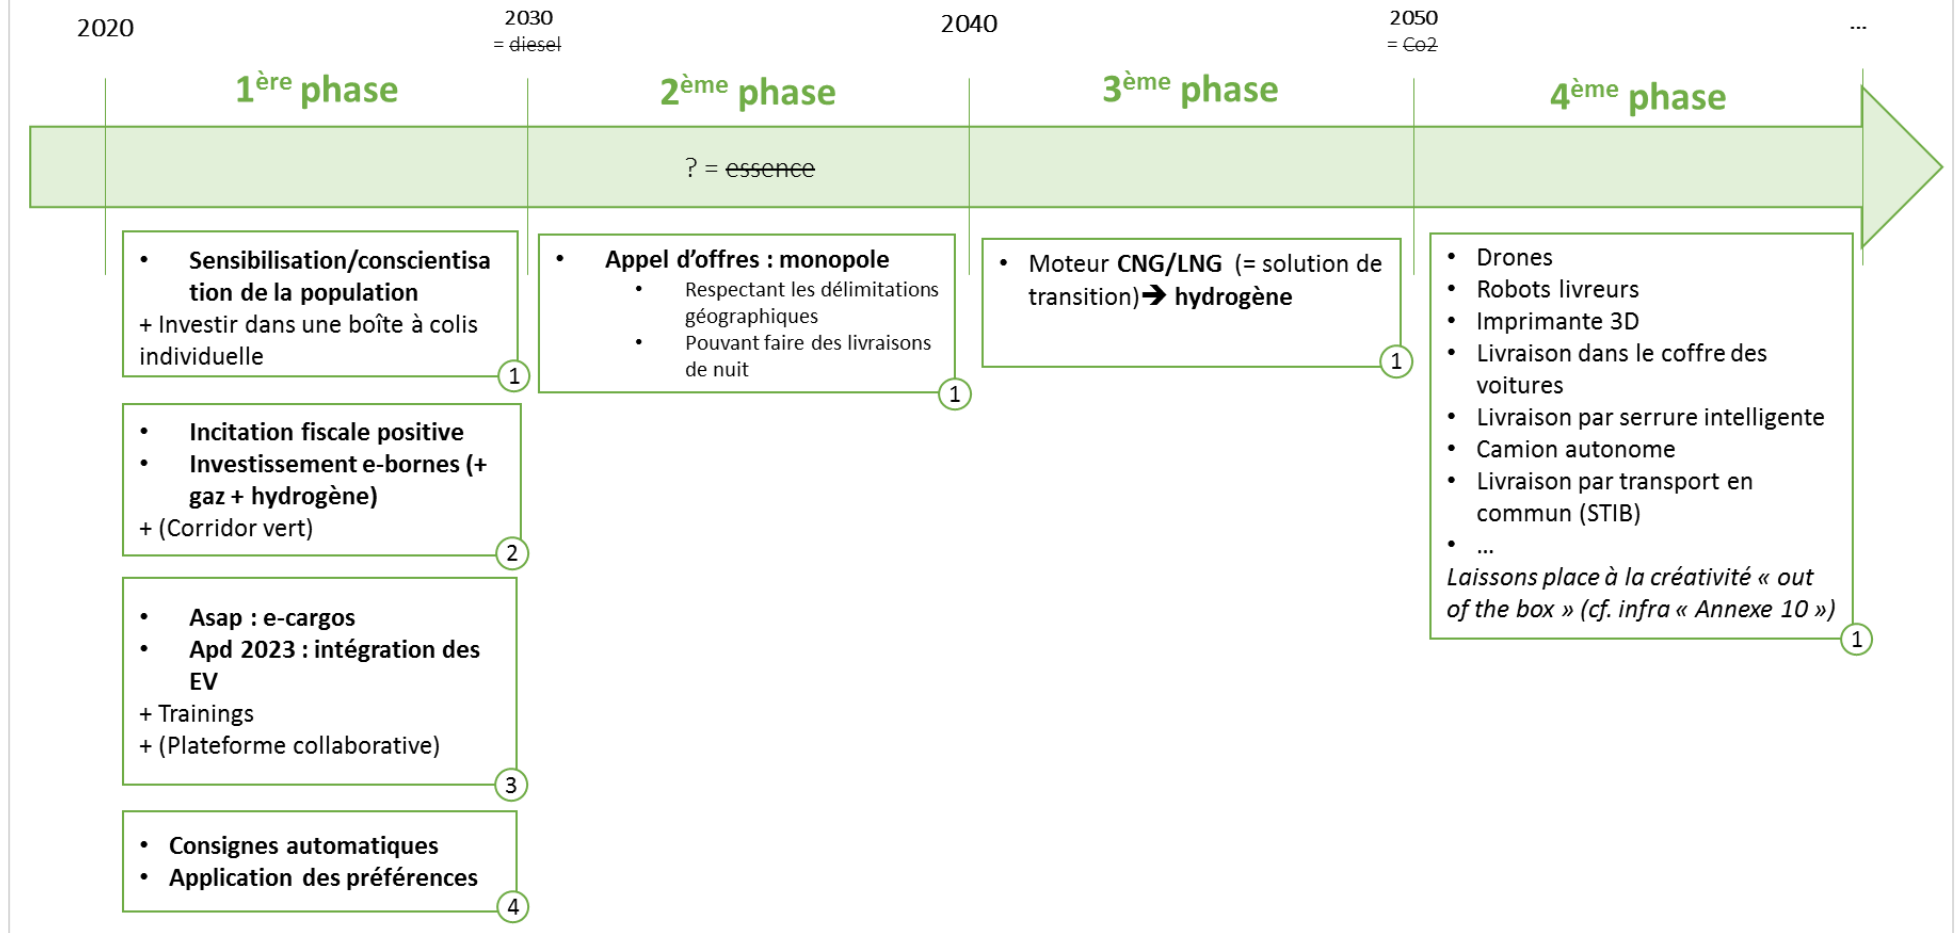 2020
2030
= diesel
2040
2050
= Co2
...
1ère phase
2ème phase
3ème phase
4ème phase
? = essence
• Sensibilisation/conscientisa
tion de la population
+ Investir dans une boîte à colis
individuelle
1
• Incitation fiscale positive
• Investissement e-bornes (+
gaz + hydrogène)
+ (Corridor vert)
2
• Asap : e-cargos
• Apd 2023 : intégration des
EV
+ Trainings
+ (Plateforme collaborative)
3
• Consignes automatiques
• Application des préférences
4
• Appel d’offres : monopole
• Respectant les délimitations
géographiques
• Pouvant faire des livraisons
de nuit
1
• Moteur CNG/LNG (= solution de
transition)➔ hydrogène
1
• Drones
• Robots livreurs
• Imprimante 3D
• Livraison dans le coffre des
voitures
• Livraison par serrure intelligente
• Camion autonome
• Livraison par transport en
commun (STIB)
• ...
Laissons place à la créativité « out
of the box » (cf. infra « Annexe 10 »)
1